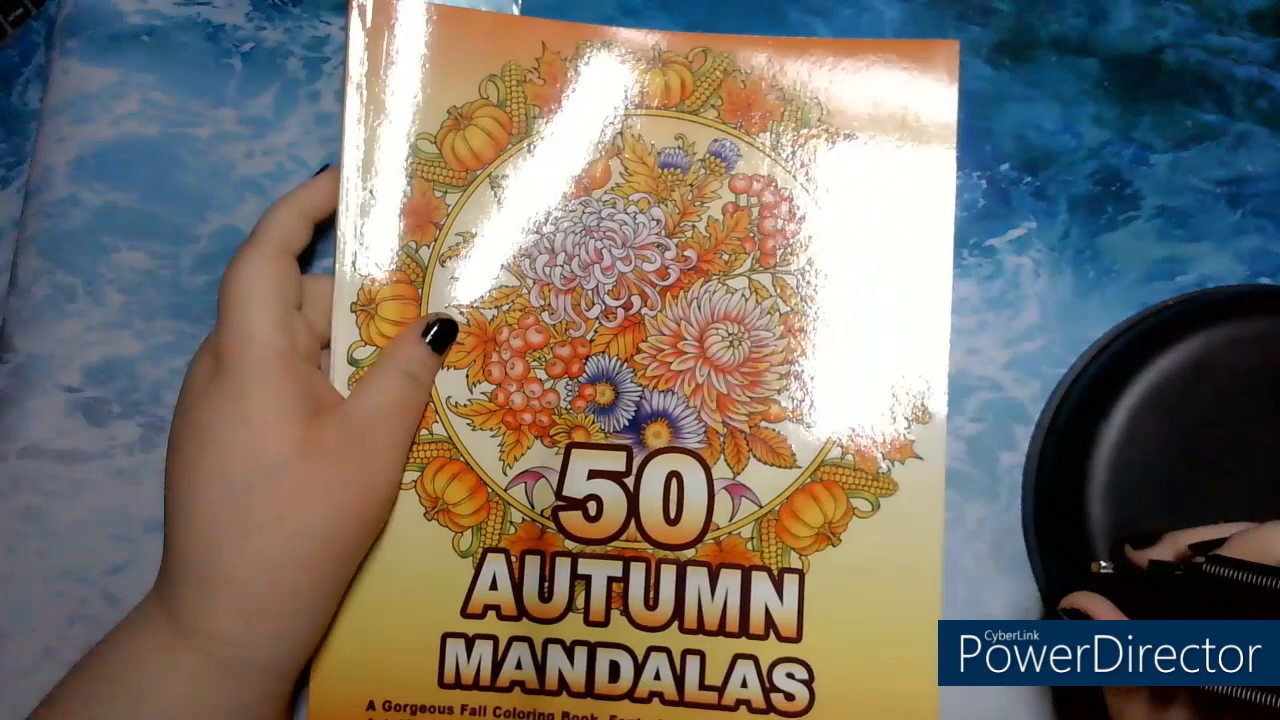 50
AUTUMN
MANDALAS
A Gorgeous Fall Coloring Book,
CyberLink
PowerDirector